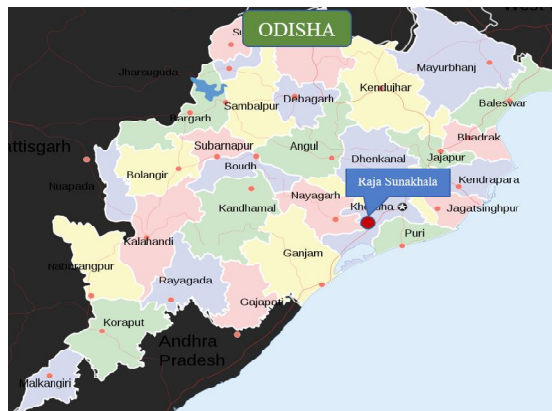 ODISHA
Mayurbhanj
Jharsuguda
Kendujhar
Debagarh
Sambalpur
Baleswar
Bargarh
Bhadrak
Subarnapur
Angul
Jajapur
Dhenkanal
Boudh
Bolangir
Raja Sunakhala
Kendrapara
Nuapada
Nayagarh
Jagatsinghpur
Kandhamal
Puri
Kalahandi
Ganjam
Rayagada
Koraput
Andhra
Pradesh
Malkangiri